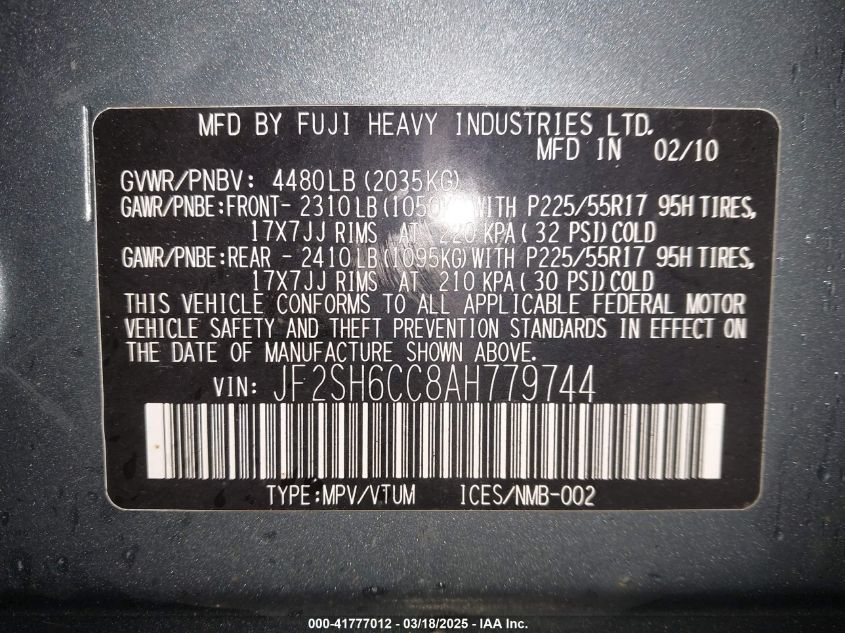 MFD BY FUJI HEAVY INDUSTRIES LTD.
MFD IN 02/10
GVWR/PNBV: 4480LB(2035KG)
GAWR/PNBE:FRONT- 2310LB(1050KG)WITH P225/55R17 95H TIRES,
17X7JJ RIMS AT 220 KPA(32 PSI)COLD
GAWR/PNBE:REAR - 2410LB(1095KG)WITH P225/55R17 95H TIRES,
17X7JJ RIMS AT 210 KPA(30 PSI)COLD
THIS VEHICLE CONFORMS TO ALL APPLICABLE FEDERAL MOTOR
VEHICLE SAFETY AND THEFT PREVENTION STANDARDS IN EFFECT ON
THE DATE OF MANUFACTURE SHOWN ABOVE.
VIN: JF2SH6CC8AH779744
TYPE:MPV/VTUM ICES/NMB-002
000-41777012 - 03/18/2025 - IAA Inc.